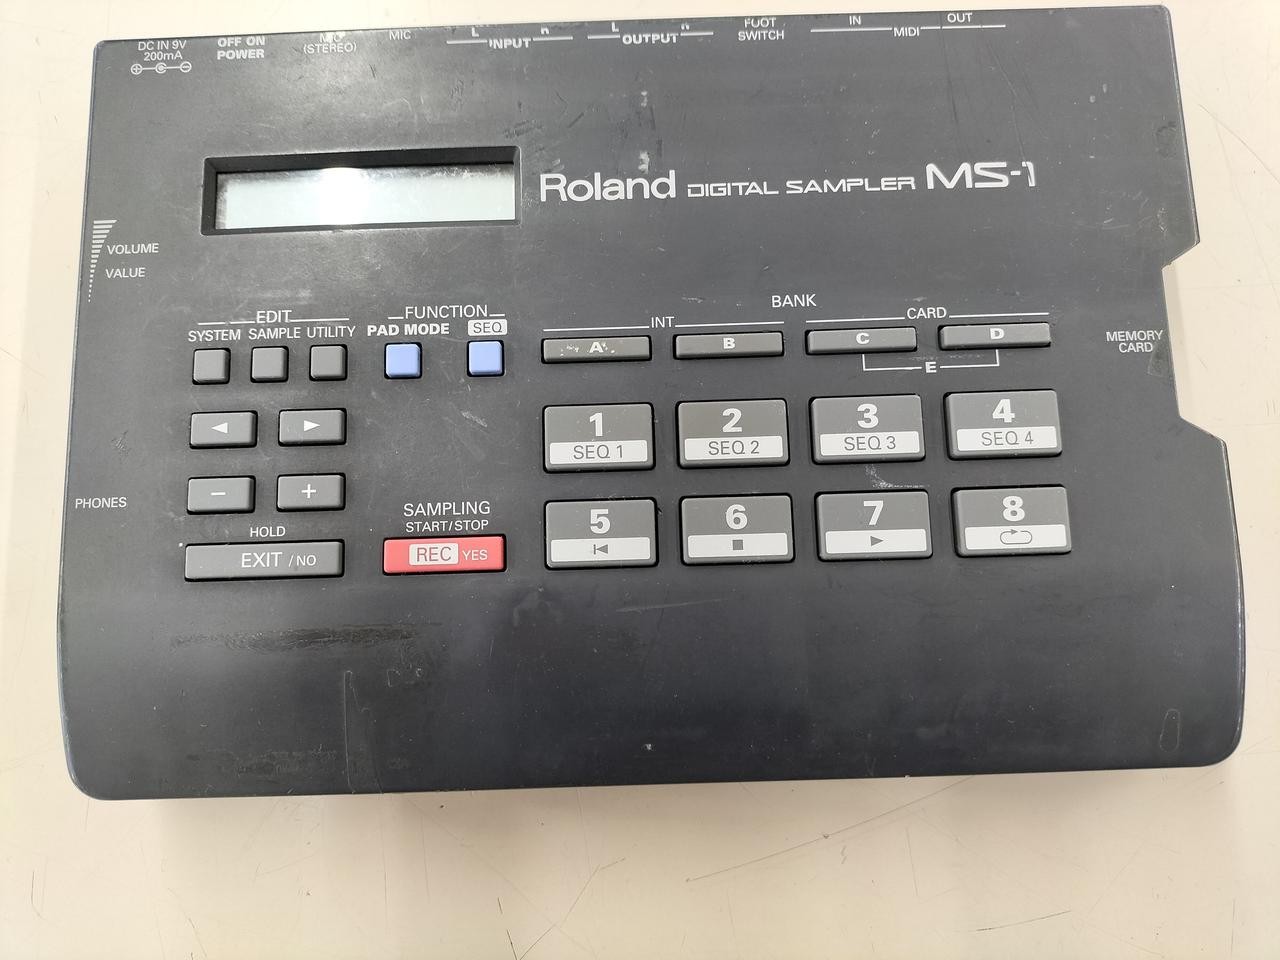 DC IN 9V
200mA
OFF ON
POWER
MIC
(STEREO)
MIC
L R
INPUT
L R
OUTPUT
FOOT
SWITCH
IN OUT
MIDI
Roland DIGITAL SAMPLER MS-1
VOLUME
VALUE
EDIT
SYSTEM SAMPLE UTILITY
FUNCTION
PAD MODE SEQ
BANK
INT CARD
A B C D
E
MEMORY
CARD
◄ ►
− +
1 2 3 4
SEQ 1 SEQ 2 SEQ 3 SEQ 4
PHONES
HOLD
EXIT / NO
SAMPLING
START/STOP
REC YES
5 6 7 8